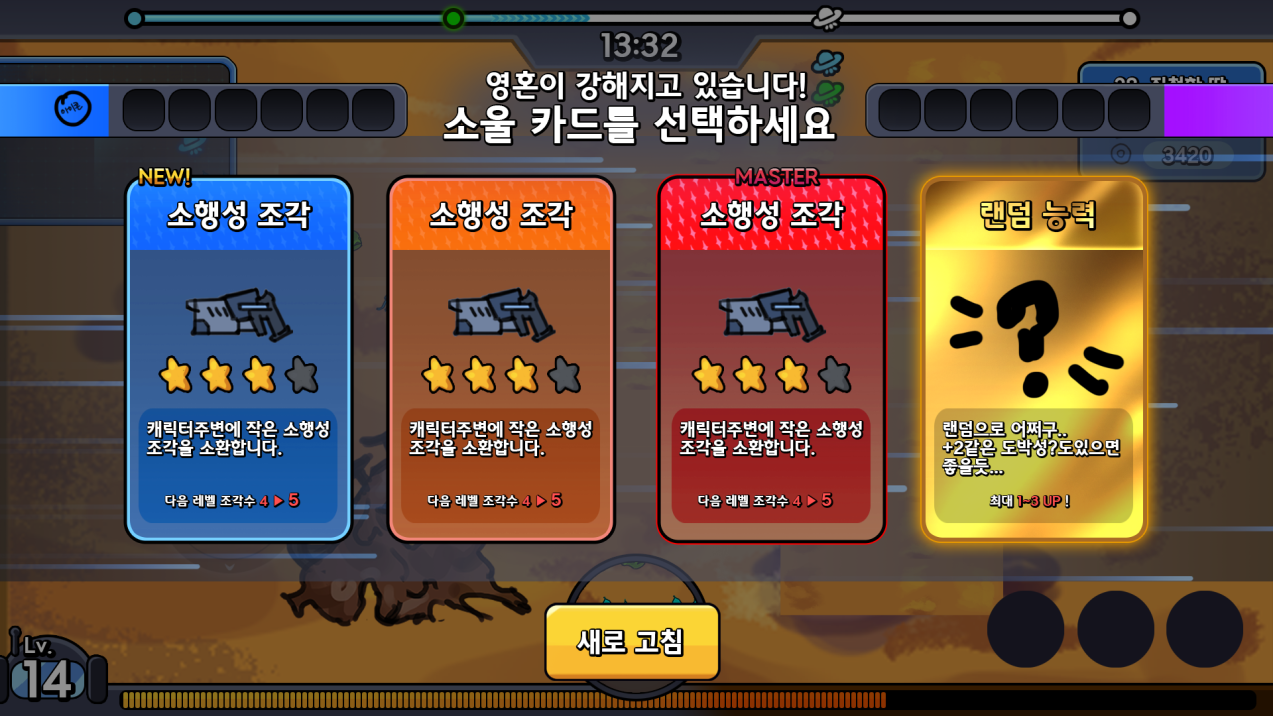 13:32
영혼이 강해지고 있습니다!
소울 카드를 선택하세요
아이콘
3420
NEW!
소행성 조각
캐릭터주변에 작은 소행성
조각을 소환합니다.
다음 레벨 조각수 4 ▶ 5
소행성 조각
캐릭터주변에 작은 소행성
조각을 소환합니다.
다음 레벨 조각수 4 ▶ 5
MASTER
소행성 조각
캐릭터주변에 작은 소행성
조각을 소환합니다.
다음 레벨 조각수 4 ▶ 5
랜덤 능력
?
랜덤으로 어쩌구..
+2같은 도박성?도있으면
좋을듯...
최대 1~3 UP !
새로 고침
Lv.
14